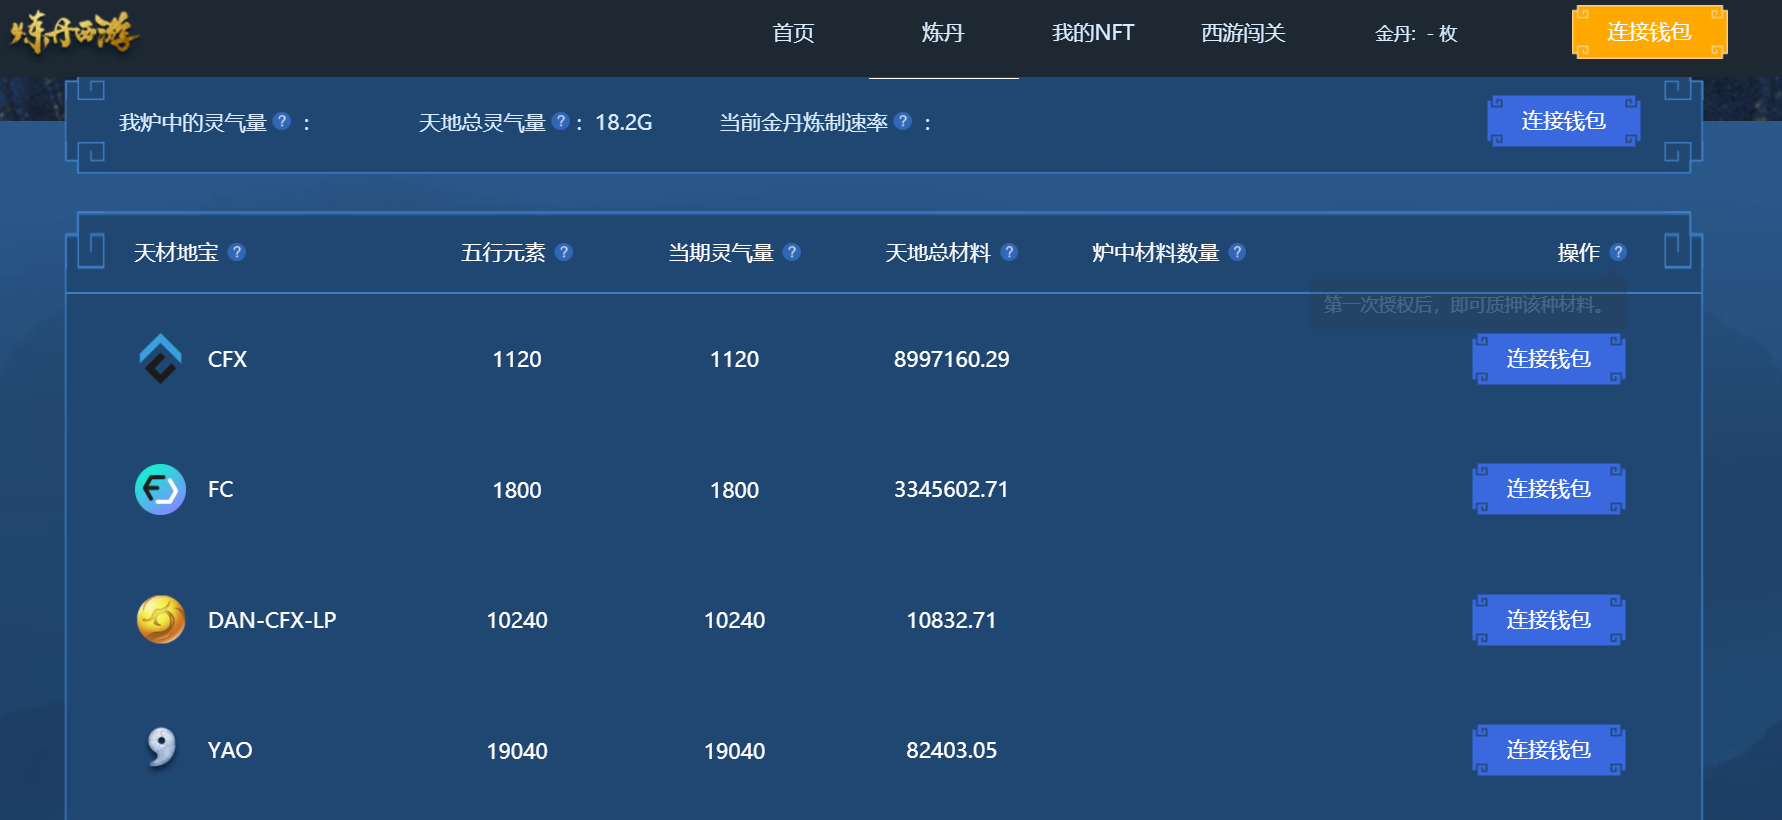 炼丹西游
首页 炼丹 我的NFT 西游闯关 金丹: - 枚 连接钱包
我炉中的灵气量 ? : 天地总灵气量 ? : 18.2G 当前金丹炼制速率 ? : 连接钱包
天材地宝 ? 五行元素 ? 当期灵气量 ? 天地总材料 ? 炉中材料数量 ? 操作 ?
第一次授权后，即可质押该种材料。
CFX 1120 1120 8997160.29 连接钱包
FC 1800 1800 3345602.71 连接钱包
DAN-CFX-LP 10240 10240 10832.71 连接钱包
YAO 19040 19040 82403.05 连接钱包